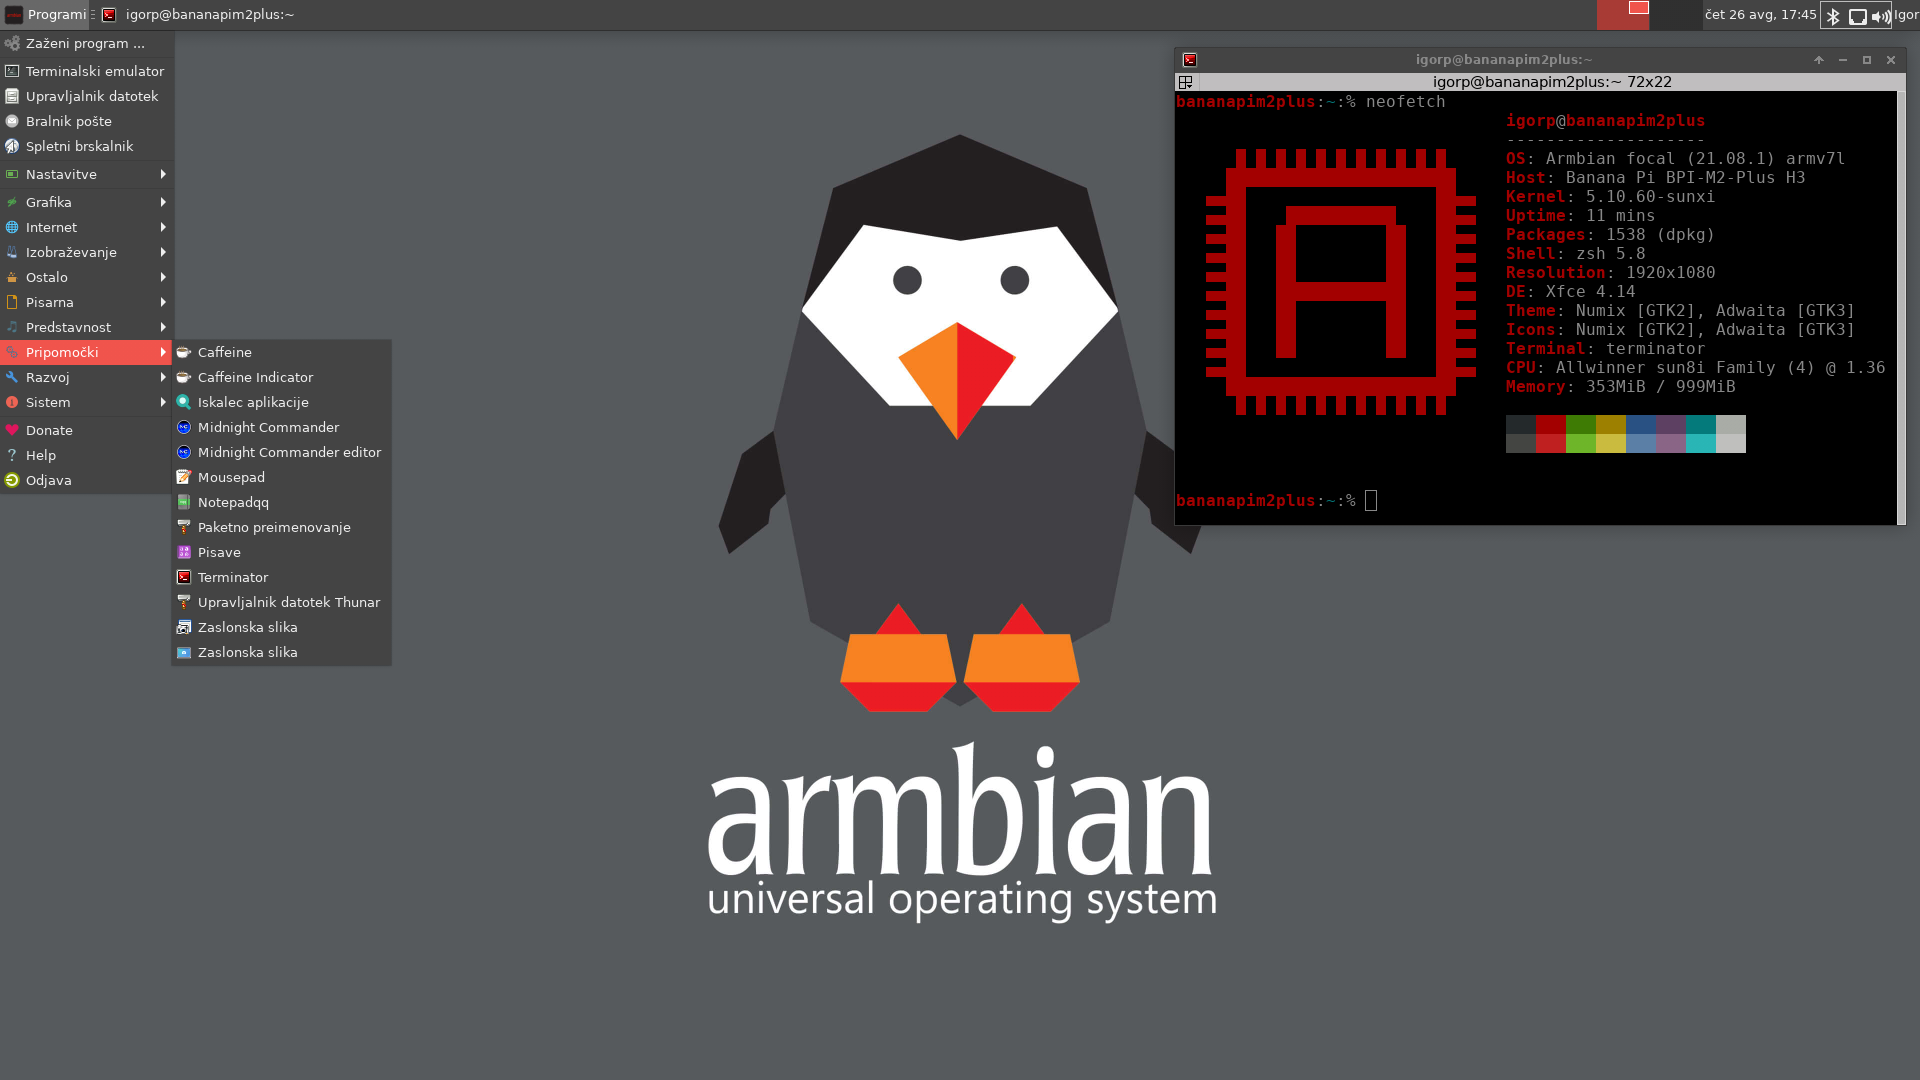 Programi
igorp@bananapim2plus:~
čet 26 avg, 17:45
Igor
Zaženi program ...
Terminalski emulator
Upravljalnik datotek
Bralnik pošte
Spletni brskalnik
Nastavitve
Grafika
Internet
Izobraževanje
Ostalo
Pisarna
Predstavnost
Pripomočki
Razvoj
Sistem
Donate
Help
Odjava
Caffeine
Caffeine Indicator
Iskalec aplikacije
Midnight Commander
Midnight Commander editor
Mousepad
Notepadqq
Paketno preimenovanje
Pisave
Terminator
Upravljalnik datotek Thunar
Zaslonska slika
Zaslonska slika
igorp@bananapim2plus:~
igorp@bananapim2plus:~ 72x22
bananapim2plus:~:% neofetch
igorp@bananapim2plus
--------------------
OS: Armbian focal (21.08.1) armv7l
Host: Banana Pi BPI-M2-Plus H3
Kernel: 5.10.60-sunxi
Uptime: 11 mins
Packages: 1538 (dpkg)
Shell: zsh 5.8
Resolution: 1920x1080
DE: Xfce 4.14
Theme: Numix [GTK2], Adwaita [GTK3]
Icons: Numix [GTK2], Adwaita [GTK3]
Terminal: terminator
CPU: Allwinner sun8i Family (4) @ 1.36
Memory: 353MiB / 999MiB
bananapim2plus:~:%
armbian
universal operating system